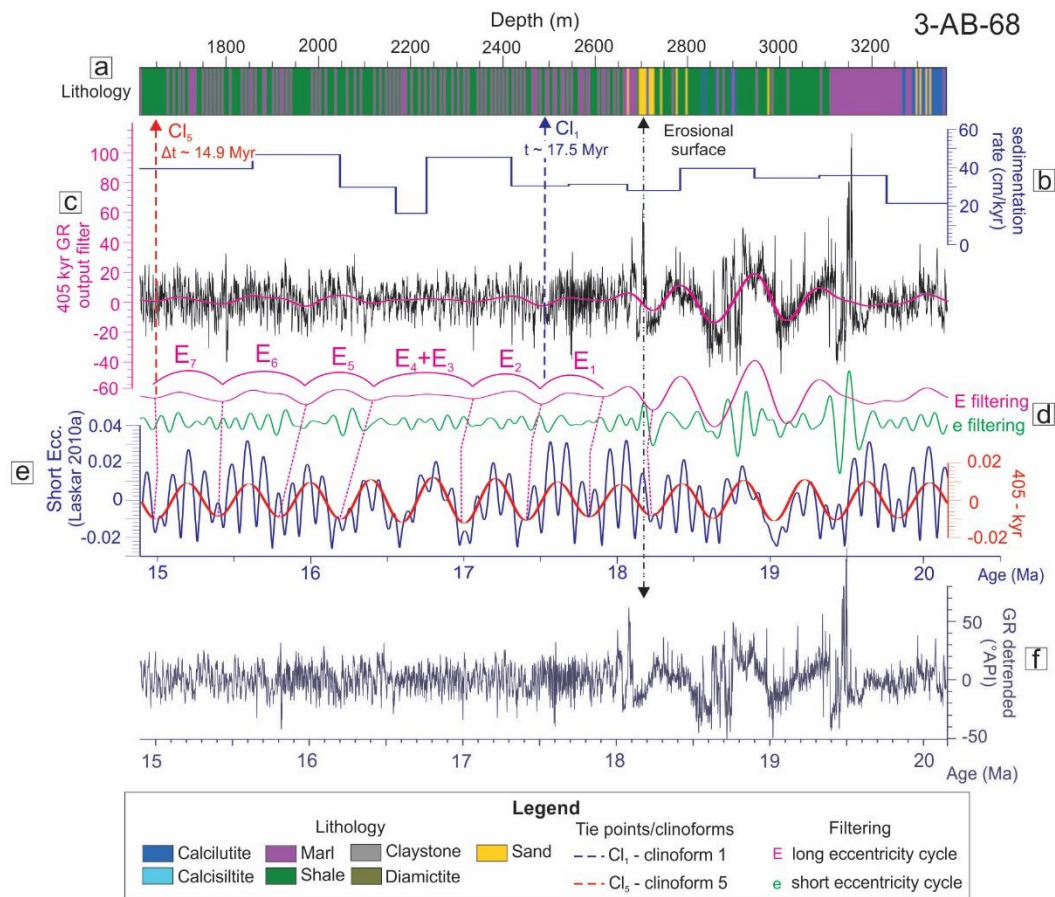 Depth (m)
3-AB-68
1800 2000 2200 2400 2600 2800 3000 3200
a
Lithology
Cl5
Δt ~ 14.9 Myr
Cl1
t ~ 17.5 Myr
Erosional
surface
60
40
20
0
sedimentation
rate (cm/kyr)
b
c
405 kyr GR
output filter
100
80
60
40
20
0
-20
-40
-60
E7 E6 E5 E4+E3 E2 E1
E filtering
e filtering
d
e
Short Ecc.
(Laskar 2010a)
0.04
0.02
0
-0.02
0.02
0
-0.02
405 - kyr
15 16 17 18 19 20
Age (Ma)
50
0
-50
GR detrended
(°API)
f
15 16 17 18 19 20
Age (Ma)
Legend
Lithology
Calcilutite Marl Claystone Sand
Calcisiltite Shale Diamictite
Tie points/clinoforms
Cl1 - clinoform 1
Cl5 - clinoform 5
Filtering
E long eccentricity cycle
e short eccentricity cycle